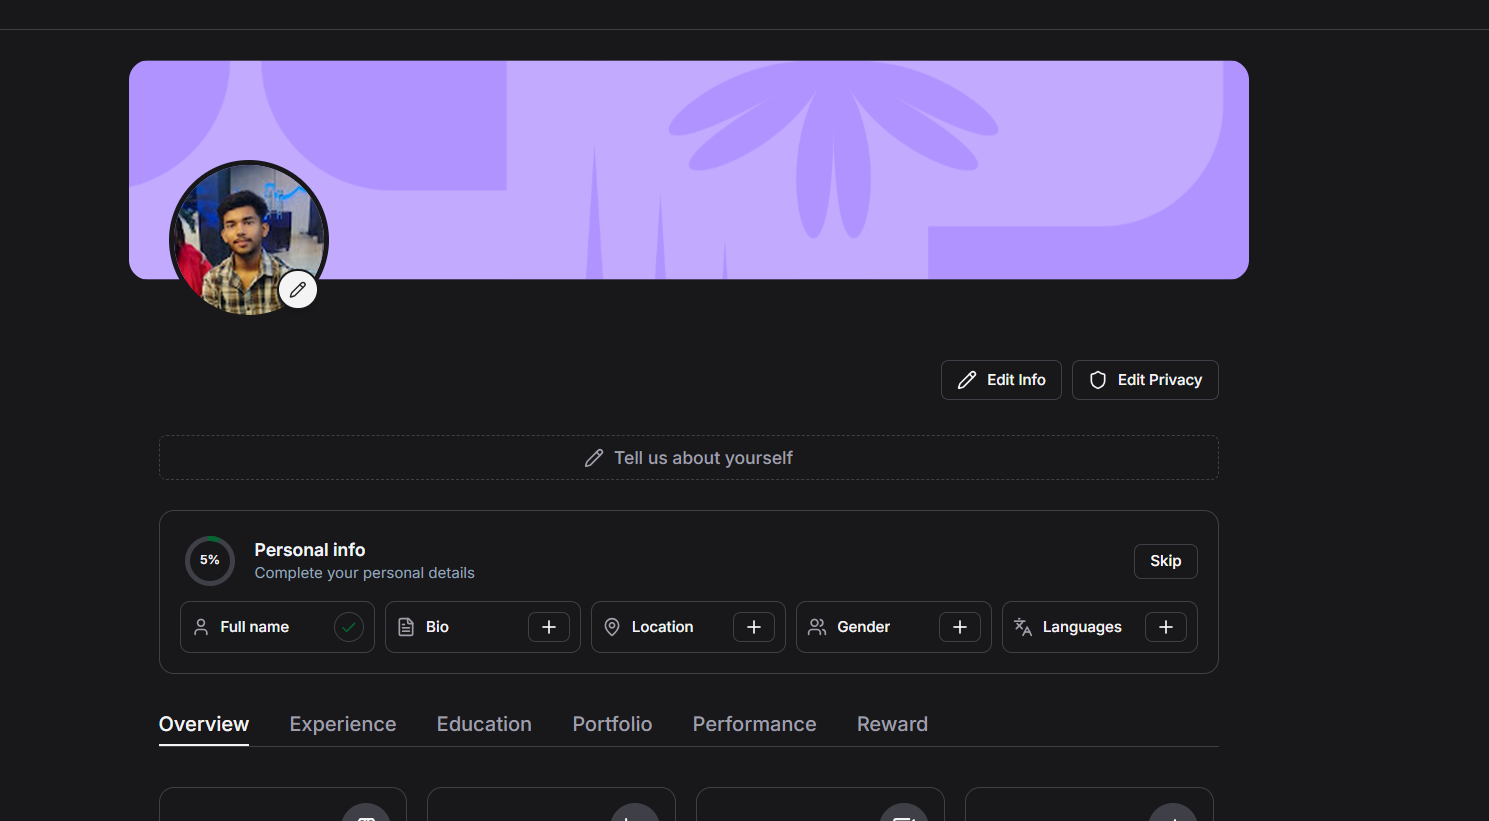 Edit Info
Edit Privacy
Tell us about yourself
5%
Personal info
Complete your personal details
Skip
Full name
Bio
Location
Gender
Languages
Overview Experience Education Portfolio Performance Reward